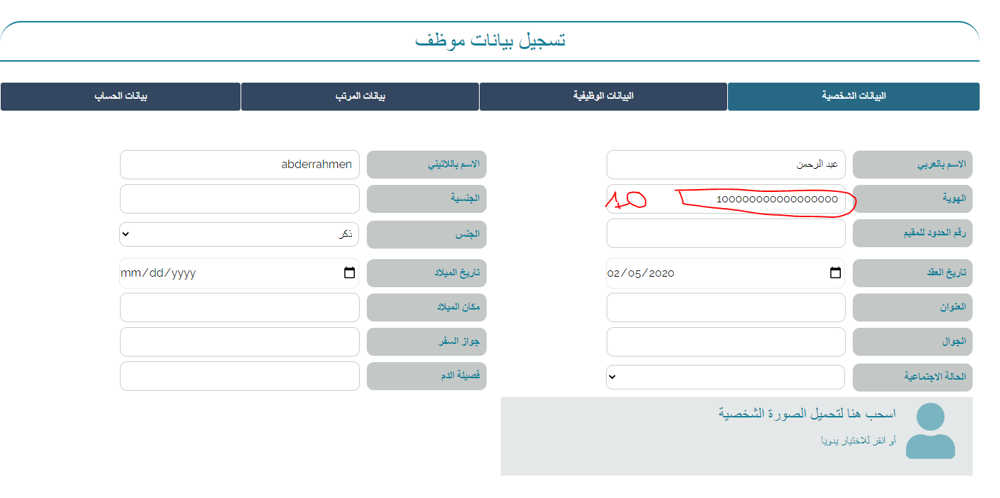 تسجيل بيانات موظف
البيانات الشخصية
البيانات الوظيفية
بيانات المرتب
بيانات الحساب
الاسم بالعربي
عبد الرحمن
الاسم باللاتيني
abderrahmen
الهوية
1000000000000000000
10
الجنسية
رقم الحدود للمقيم
الجنس
ذكر
تاريخ العقد
02/05/2020
تاريخ الميلاد
mm/dd/yyyy
العنوان
مكان الميلاد
الجوال
جواز السفر
الحالة الاجتماعية
فصيلة الدم
اسحب هنا لتحميل الصورة الشخصية
أو انقر للاختيار يدويا